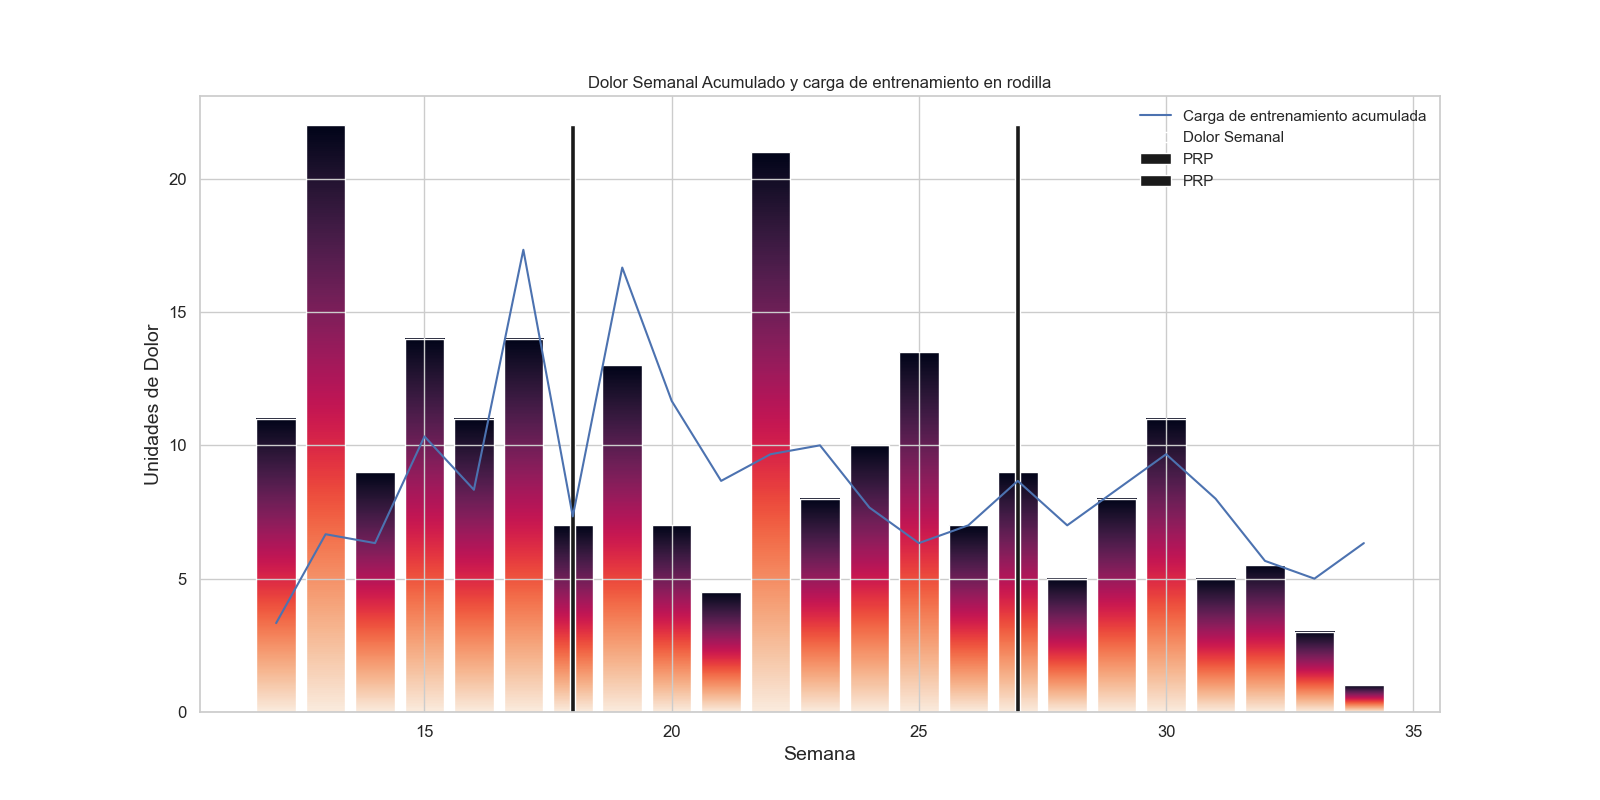 Dolor Semanal Acumulado y carga de entrenamiento en rodilla
Carga de entrenamiento acumulada
Dolor Semanal
PRP
PRP
Unidades de Dolor
20
15
10
5
0
15
20
25
30
35
Semana